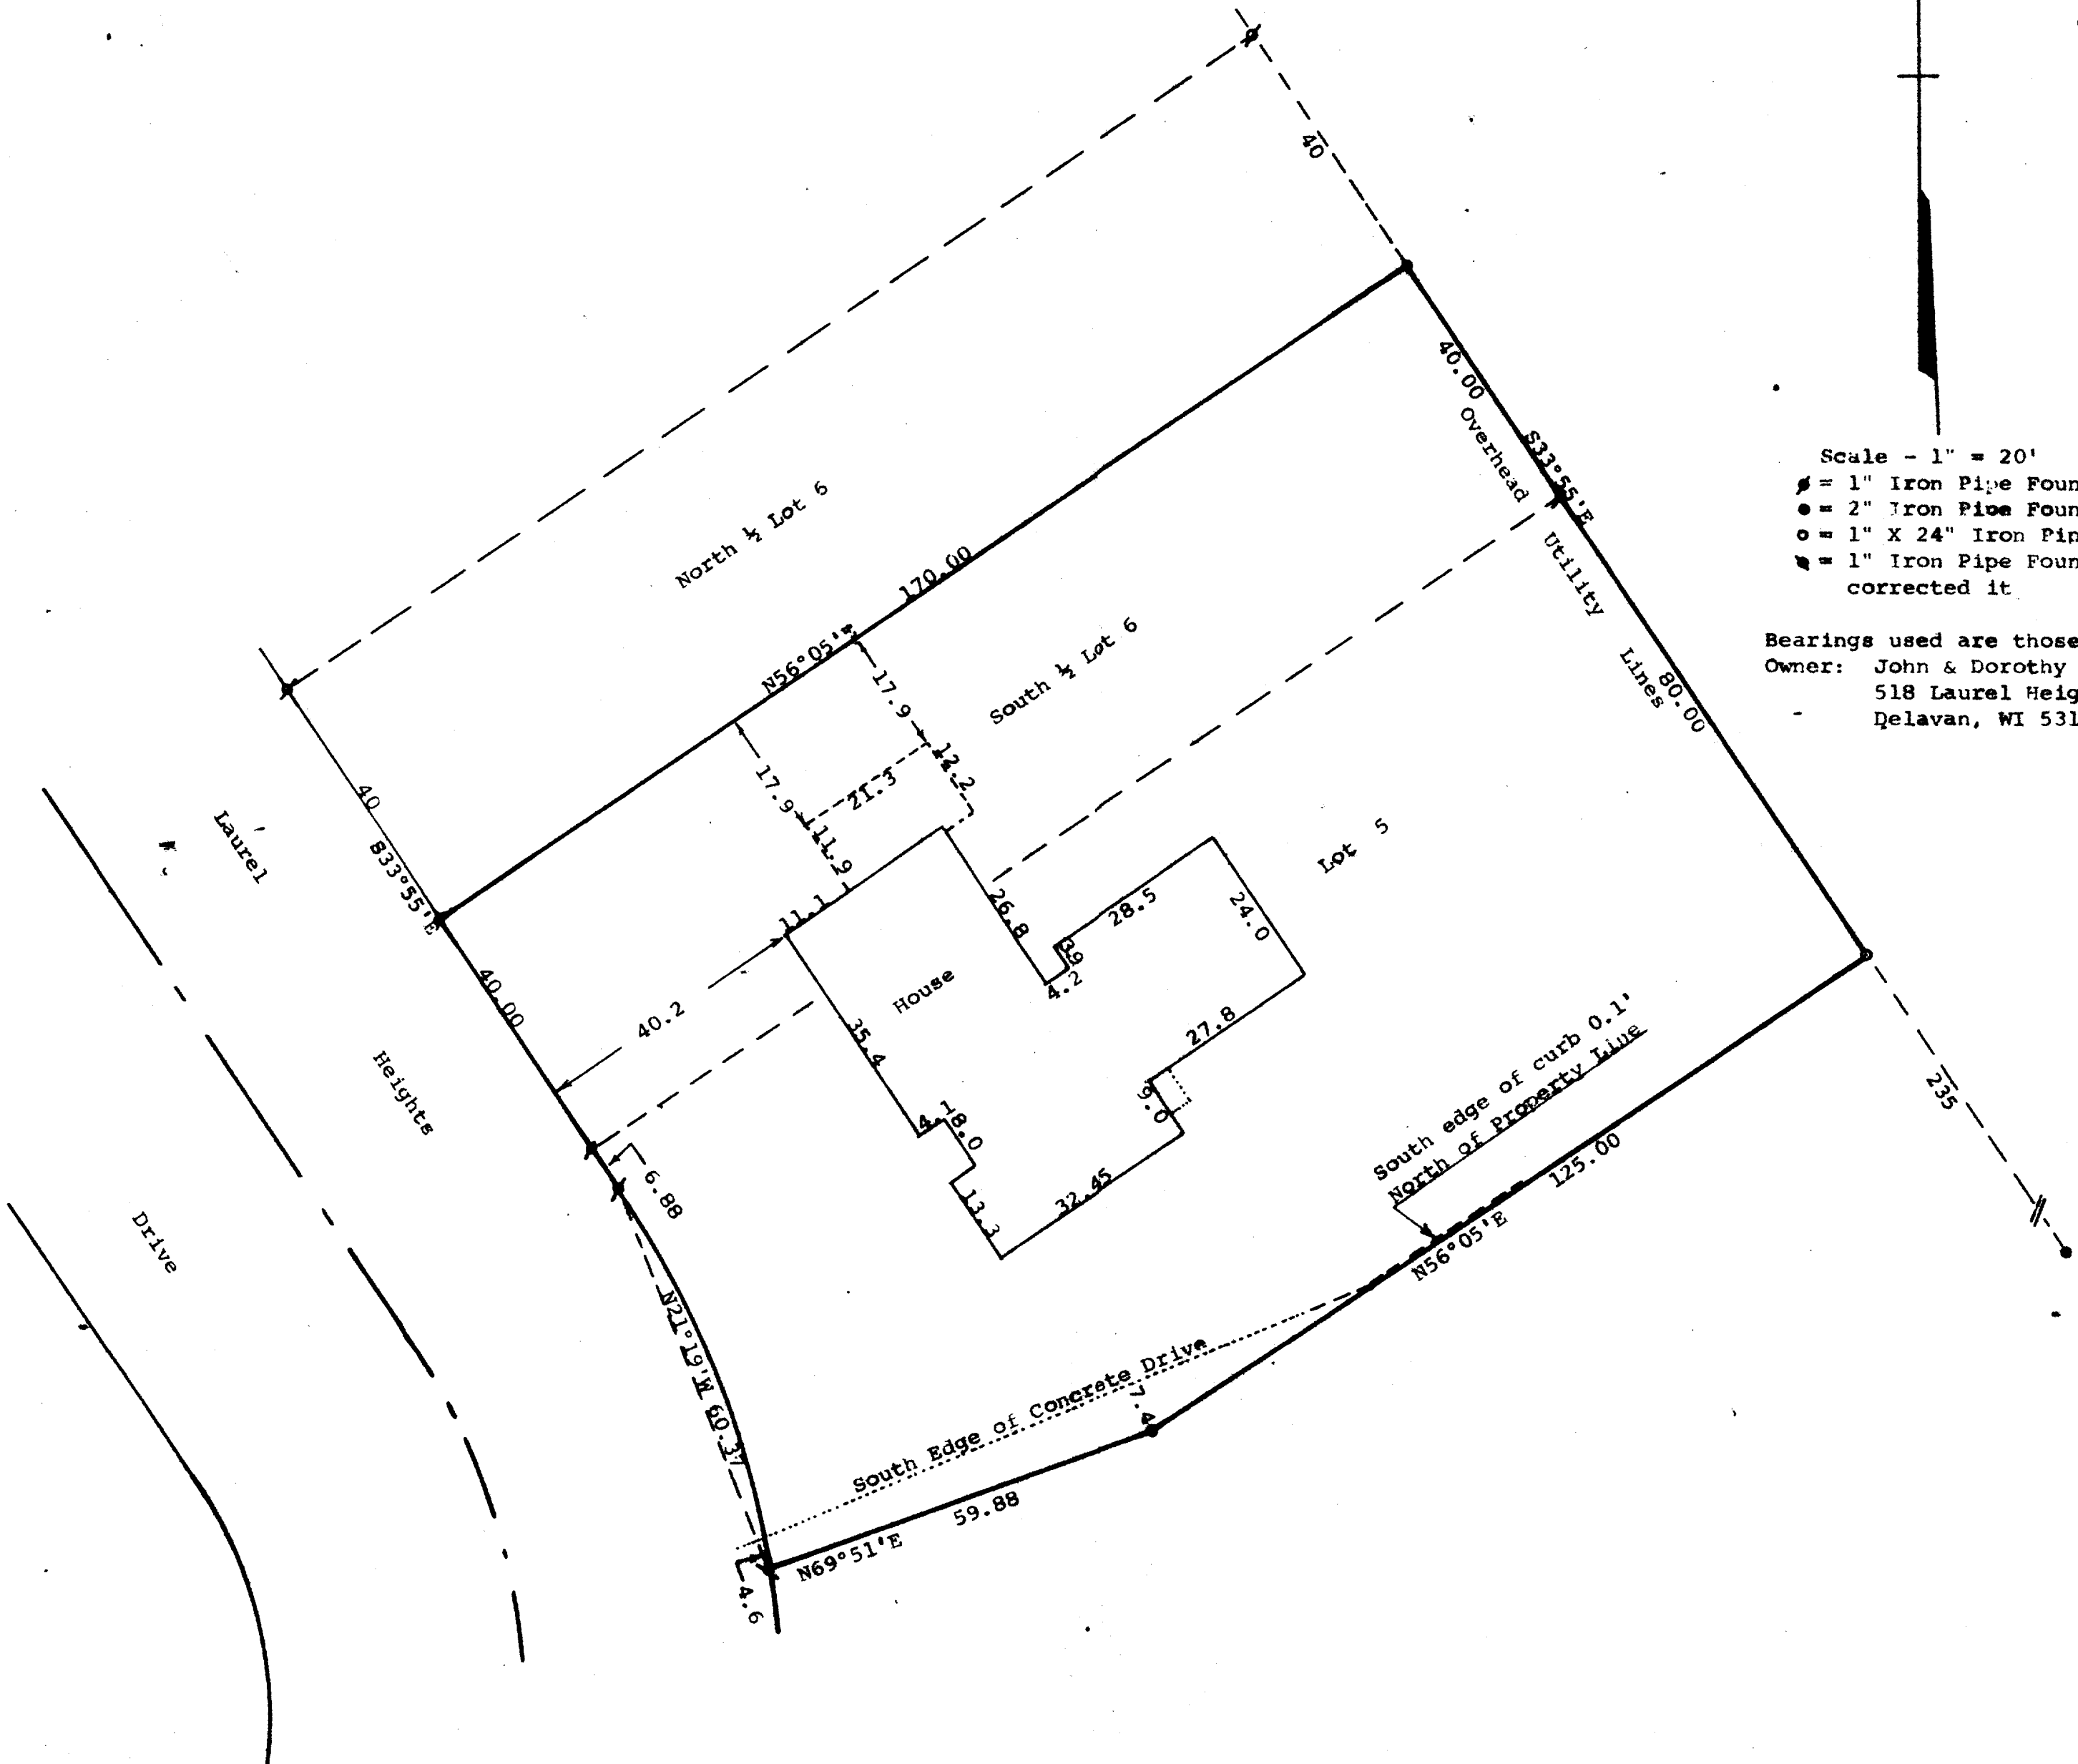 40
40.00
S33°55'E
Overhead
Utility
Lines
80.00
Scale - 1" = 20'
= 1" Iron Pipe Foun
= 2" Iron Pipe Foun
= 1" X 24" Iron Pip
= 1" Iron Pipe Foun
corrected it
Bearings used are those
Owner: John & Dorothy
518 Laurel Heig
Delavan, WI 531
North ½ Lot 6
170.00
N56°05'
South ½ Lot 6
17.9
12.2
17.9
21.3
11.9
40
S33°55'E
Laurel
Heights
Drive
11.1
26.8
28.5
3.9
4.2
24.0
Lot 5
House
40.00
40.2
35.4
27.8
9.0
4.1
8.0
13.3
32.45
6.88
South edge of curb 0.1'
North of Property Line
125.00
N56°05'E
235
N21°19'W 60.37
South Edge of Concrete Drive
7.4
59.88
N69°51'E
4.6